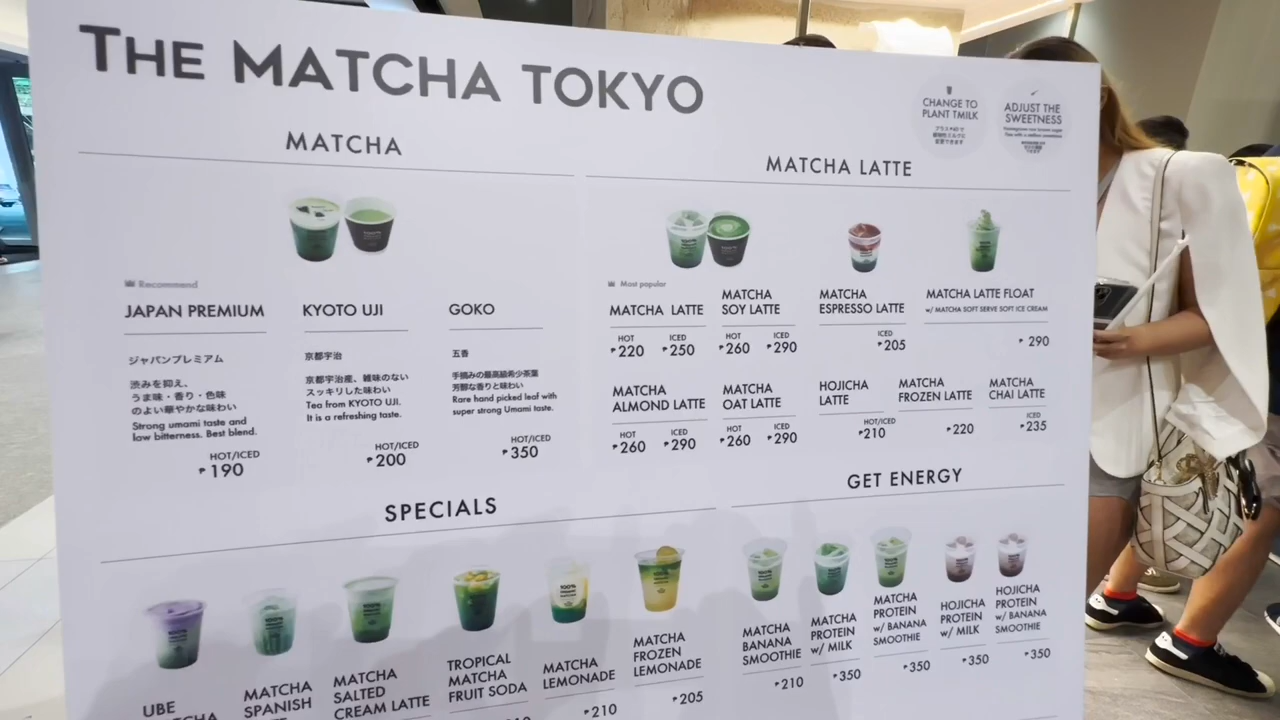 THE MATCHA TOKYO
CHANGE TO
PLANT TMILK
ADJUST THE
SWEETNESS
MATCHA
Recommend
JAPAN PREMIUM
ジャパンプレミアム
渋みを抑え、
うま味・香り・色味
のよい華やかな味わい
Strong umami taste and
low bitterness. Best blend.
HOT/ICED
₱190
KYOTO UJI
京都宇治
京都宇治産、雑味のない
スッキリした味わい
Tea from KYOTO UJI.
It is a refreshing taste.
HOT/ICED
₱200
GOKO
五香
手摘みの最高級希少茶葉
芳醇な香りと味わい
Rare hand picked leaf with
super strong Umami taste.
HOT/ICED
₱350
MATCHA LATTE
Most popular
MATCHA LATTE
HOT ICED
₱220 ₱250
MATCHA
SOY LATTE
HOT ICED
₱260 ₱290
MATCHA
ESPRESSO LATTE
ICED
₱205
MATCHA LATTE FLOAT
w/ MATCHA SOFT SERVE SOFT ICE CREAM
₱290
MATCHA
ALMOND LATTE
HOT ICED
₱260 ₱290
MATCHA
OAT LATTE
HOT ICED
₱260 ₱290
HOJICHA
LATTE
HOT/ICED
₱210
MATCHA
FROZEN LATTE
₱220
MATCHA
CHAI LATTE
ICED
₱235
SPECIALS
UBE
MATCHA
SPANISH
MATCHA
SALTED
CREAM LATTE
TROPICAL
MATCHA
FRUIT SODA
MATCHA
LEMONADE
₱210
MATCHA
FROZEN
LEMONADE
₱205
GET ENERGY
MATCHA
BANANA
SMOOTHIE
₱210
MATCHA
PROTEIN
w/ MILK
₱350
MATCHA
PROTEIN
w/ BANANA
SMOOTHIE
₱350
HOJICHA
PROTEIN
w/ MILK
₱350
HOJICHA
PROTEIN
w/ BANANA
SMOOTHIE
₱350